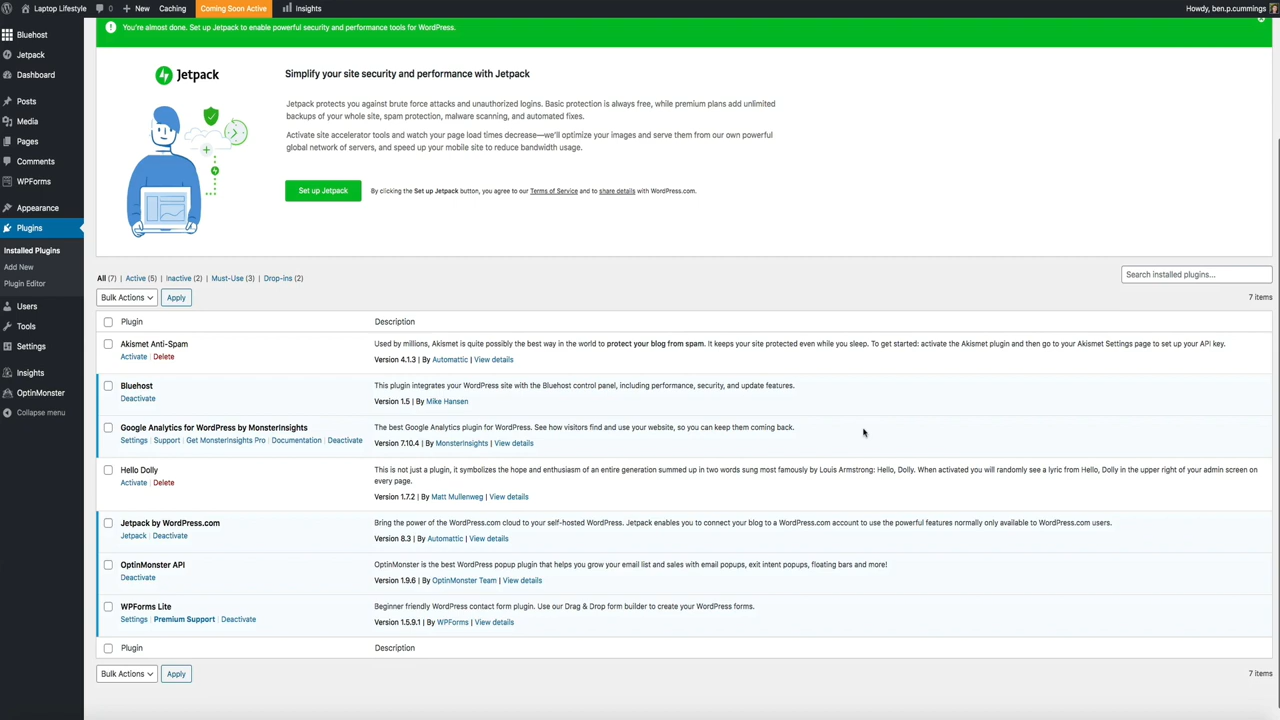 Laptop Lifestyle 0 New Caching Coming Soon Active Insights Howdy, ben.p.cummings
You're almost done. Set up Jetpack to enable powerful security and performance tools for WordPress.
Bluehost
Jetpack
Dashboard
Posts
Media
Pages
Comments
WPForms
Appearance
Plugins
Installed Plugins
Add New
Plugin Editor
Users
Tools
Settings
Insights
OptinMonster
Collapse menu
Jetpack
Simplify your site security and performance with Jetpack
Jetpack protects you against brute force attacks and unauthorized logins. Basic protection is always free, while premium plans add unlimited
backups of your whole site, spam protection, malware scanning, and automated fixes.
Activate site accelerator tools and watch your page load times decrease—we'll optimize your images and serve them from our own powerful
global network of servers, and speed up your mobile site to reduce bandwidth usage.
Set up Jetpack By clicking the Set up Jetpack button, you agree to our Terms of Service and to share details with WordPress.com.
All (7) | Active (5) | Inactive (2) | Must-Use (3) | Drop-ins (2)
Search installed plugins...
Bulk Actions Apply
7 items
Plugin Description
Akismet Anti-Spam
Activate | Delete
Used by millions, Akismet is quite possibly the best way in the world to protect your blog from spam. It keeps your site protected even while you sleep. To get started: activate the Akismet plugin and then go to your Akismet Settings page to set up your API key.
Version 4.1.3 | By Automattic | View details
Bluehost
Deactivate
This plugin integrates your WordPress site with the Bluehost control panel, including performance, security, and update features.
Version 1.5 | By Mike Hansen
Google Analytics for WordPress by MonsterInsights
Settings | Support | Get MonsterInsights Pro | Documentation | Deactivate
The best Google Analytics plugin for WordPress. See how visitors find and use your website, so you can keep them coming back.
Version 7.10.4 | By MonsterInsights | View details
Hello Dolly
Activate | Delete
This is not just a plugin, it symbolizes the hope and enthusiasm of an entire generation summed up in two words sung most famously by Louis Armstrong: Hello, Dolly. When activated you will randomly see a lyric from Hello, Dolly in the upper right of your admin screen on
every page.
Version 1.7.2 | By Matt Mullenweg | View details
Jetpack by WordPress.com
Jetpack | Deactivate
Bring the power of the WordPress.com cloud to your self-hosted WordPress. Jetpack enables you to connect your blog to a WordPress.com account to use the powerful features normally only available to WordPress.com users.
Version 8.3 | By Automattic | View details
OptinMonster API
Deactivate
OptinMonster is the best WordPress popup plugin that helps you grow your email list and sales with email popups, exit intent popups, floating bars and more!
Version 1.9.6 | By OptinMonster Team | View details
WPForms Lite
Settings | Premium Support | Deactivate
Beginner friendly WordPress contact form plugin. Use our Drag & Drop form builder to create your WordPress forms.
Version 1.5.9.1 | By WPForms | View details
Plugin Description
Bulk Actions Apply
7 items